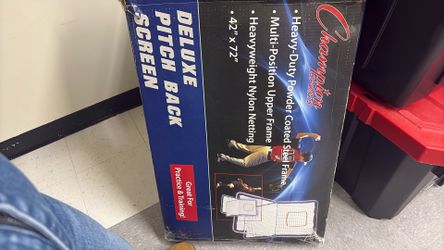 Champion
• Heavy-Duty Powder Coated Steel Frame
• Multi-Position Upper Frame
• Heavyweight Nylon Netting
• 42" x 72"
DELUXE
PITCH BACK
SCREEN
Great For
Practice & Training!